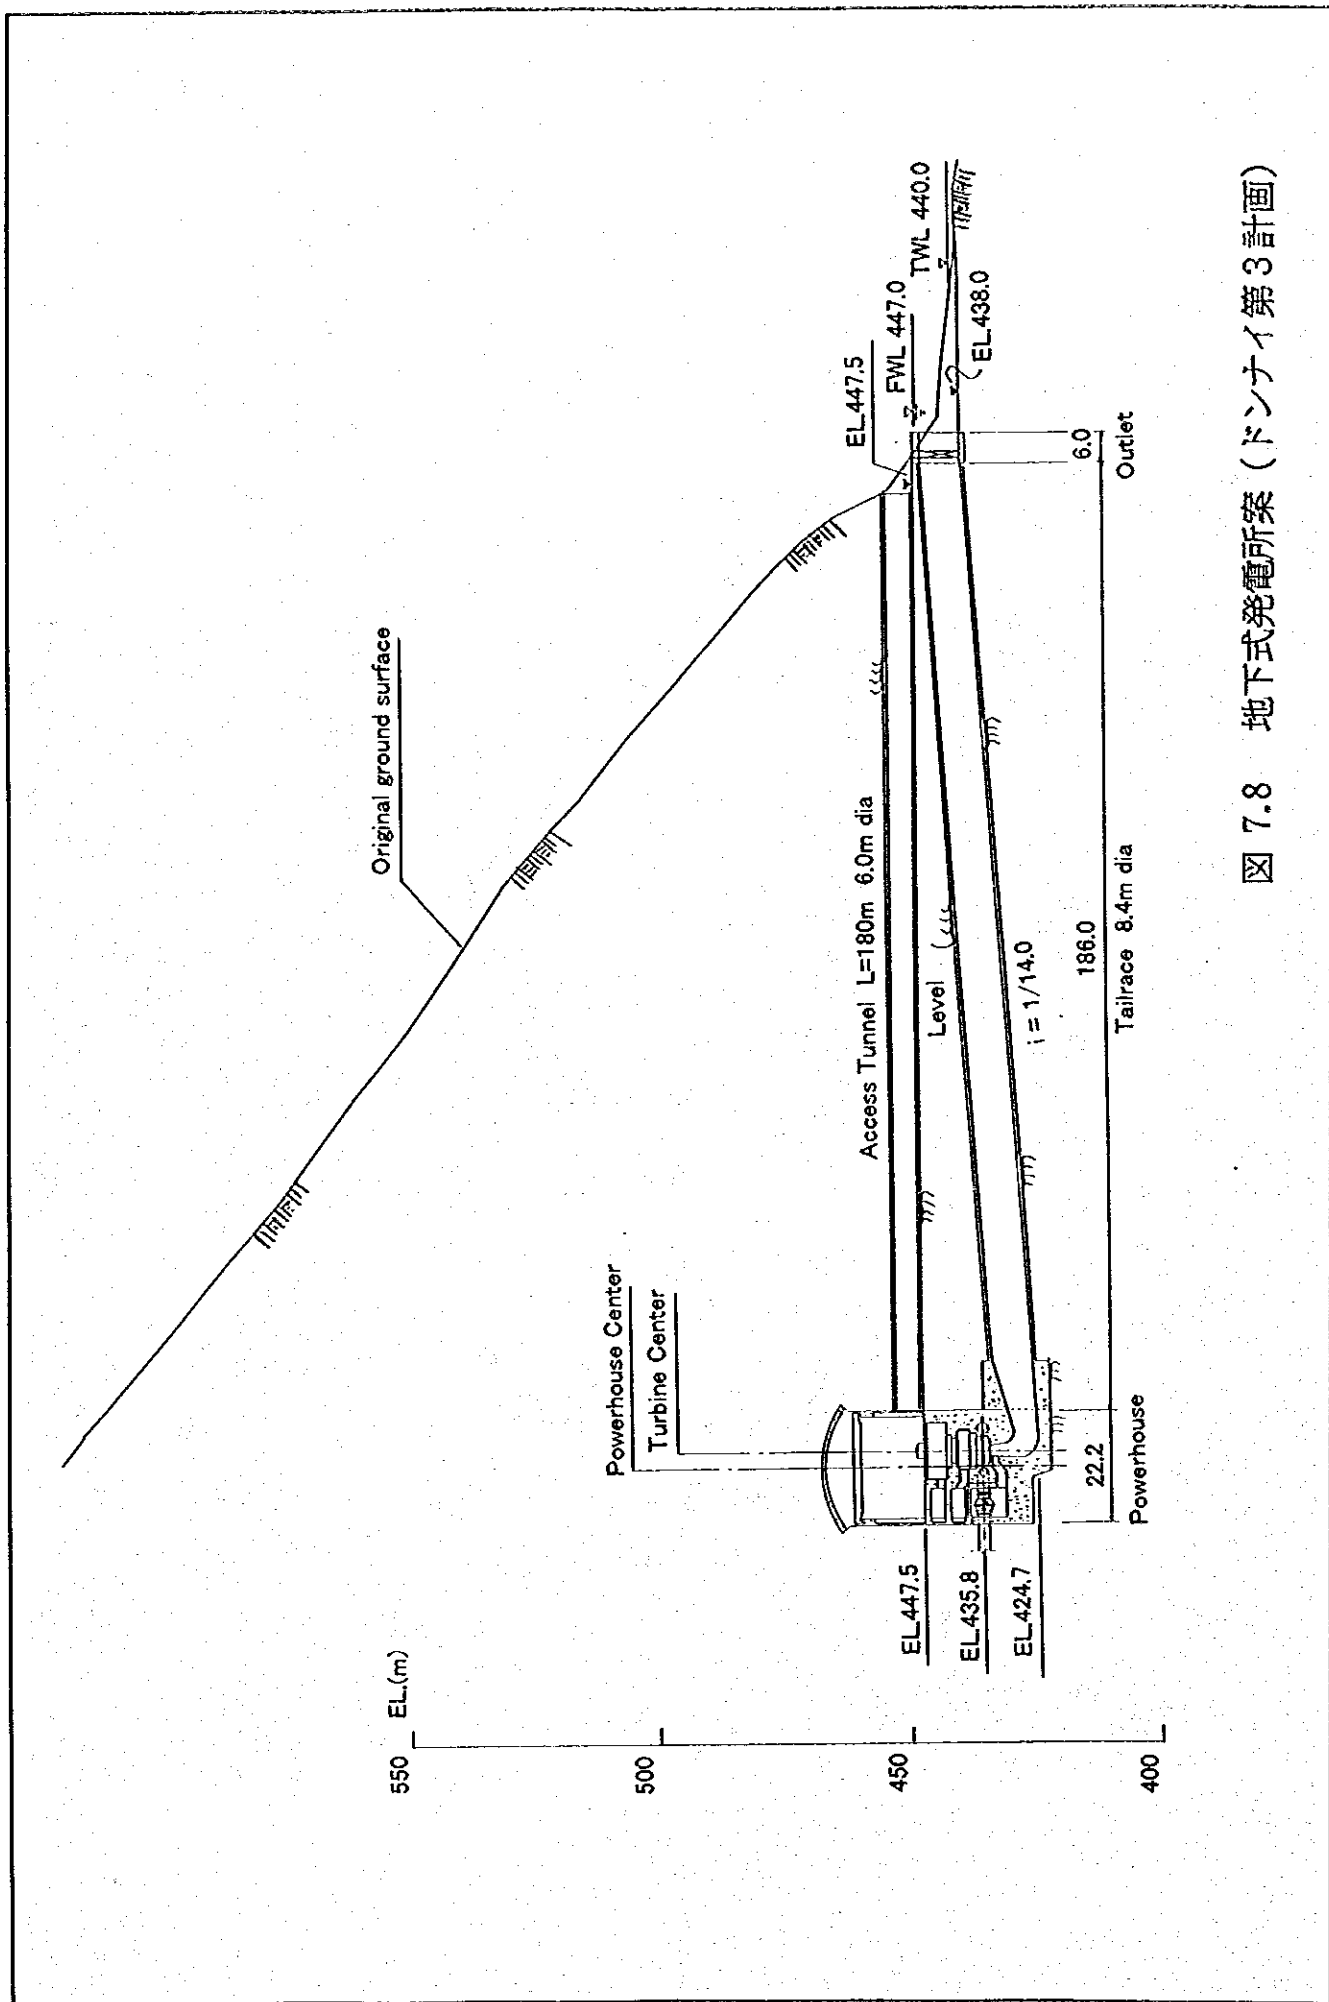 EL.(m)
550
500
450
400
Original ground surface
Powerhouse Center
Turbine Center
Access Tunnel L=180m 6.0m dia
Level
i = 1/14.0
EL.447.5
FWL 447.0
TWL 440.0
EL.438.0
EL.447.5
EL.435.8
EL.424.7
22.2
186.0
6.0
Powerhouse
Tailrace 8.4m dia
Outlet
図 7.8 地下式発電所案 (ドンナイ第3計画)